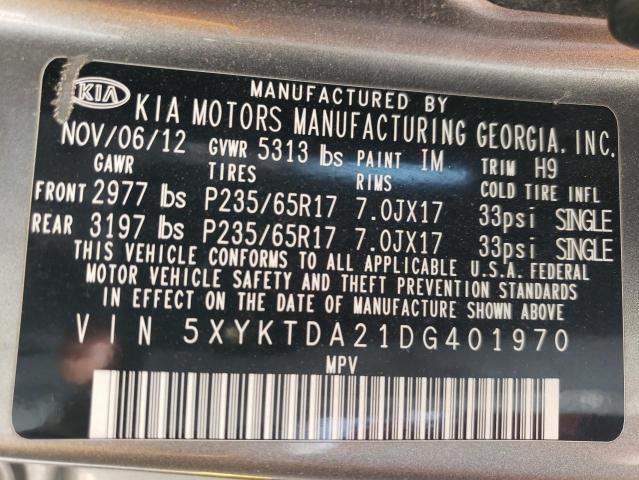 MANUFACTURED BY
KIA KIA MOTORS MANUFACTURING GEORGIA, INC.
NOV/06/12 GVWR 5313 lbs PAINT IM TRIM H9
GAWR TIRES RIMS COLD TIRE INFL
FRONT 2977 lbs P235/65R17 7.0JX17 33psi SINGLE
REAR 3197 lbs P235/65R17 7.0JX17 33psi SINGLE
THIS VEHICLE CONFORMS TO ALL APPLICABLE U.S.A. FEDERAL
MOTOR VEHICLE SAFETY AND THEFT PREVENTION STANDARDS
IN EFFECT ON THE DATE OF MANUFACTURE SHOWN ABOVE.
VIN 5XYKTDA21DG401970
MPV